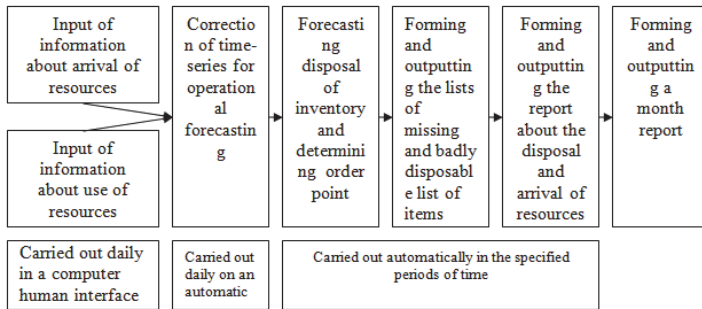 Input of
information
about arrival of
resources
Input of
information
about use of
resources
Correctio
n of time-
series for
operation
al
forecastin
g
Forecasti
ng
disposal
of
inventory
and
determini
ng order
point
Forming
and
outputtin
g the lists
of
missing
and badly
disposabl
e list of
items
Forming
and
outputtin
g the
report
about the
disposal
and
arrival of
resources
Forming
and
outputtin
g a
month
report
Carried out daily
in a computer
human interface
Carried out
daily on an
automatic
Carried out automatically in the specified
periods of time